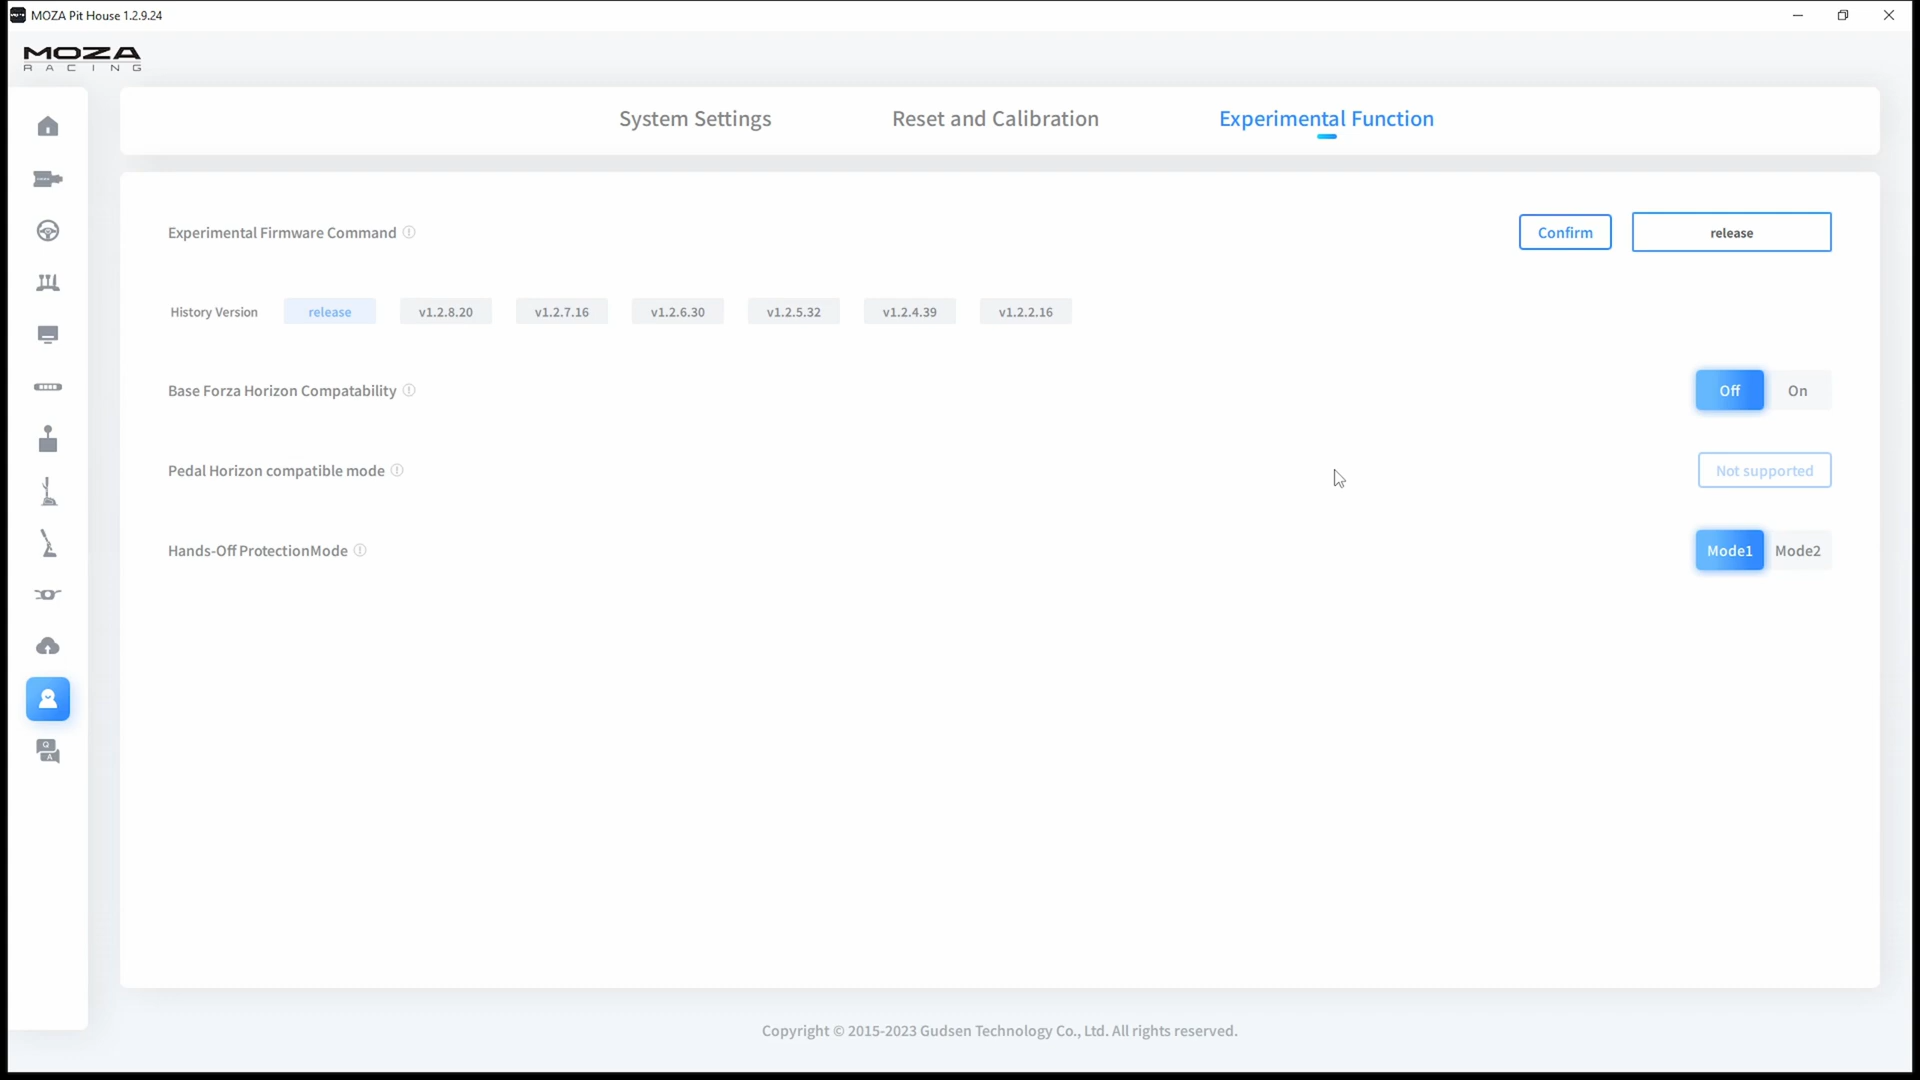 MOZA Pit House 1.2.9.24
MOZA
RACING
System Settings
Reset and Calibration
Experimental Function
Experimental Firmware Command
Confirm
release
History Version
release
v1.2.8.20
v1.2.7.16
v1.2.6.30
v1.2.5.32
v1.2.4.39
v1.2.2.16
Base Forza Horizon Compatability
Off
On
Pedal Horizon compatible mode
Not supported
Hands-Off ProtectionMode
Mode1
Mode2
Q
A
Copyright © 2015-2023 Gudsen Technology Co., Ltd. All rights reserved.